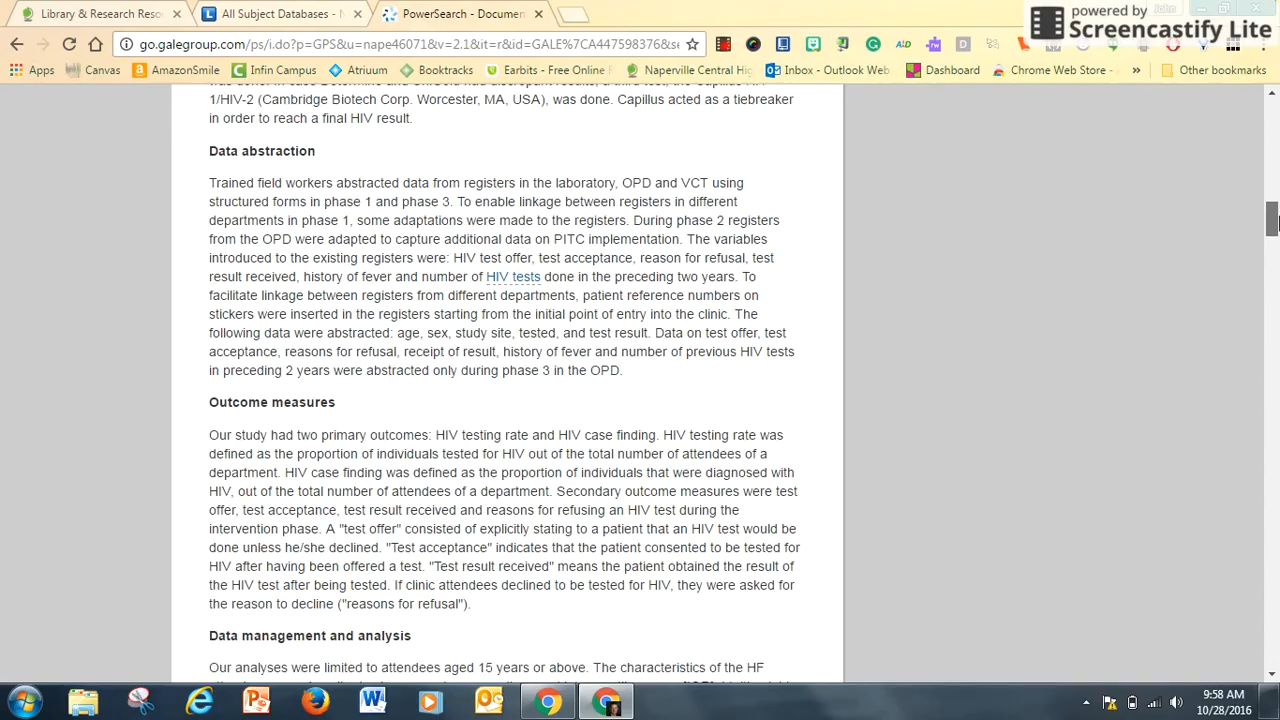 Library & Research Reso
All Subject Databases - N
PowerSearch - Documen
John
powered by
Screencastify Lite
go.galegroup.com/ps/i.do?p=GPS&u=nape46671&v=2.1&it=r&id=GALE%7CA447598376&se
Apps
Canvas
AmazonSmile
Infin Campus
Atrium
Booktracks
Earbits - Free Online
Naperville Central Hig
Inbox - Outlook Web
Dashboard
Chrome Web Store -
»
Other bookmarks
1/HIV-2 (Cambridge Biotech Corp. Worcester, MA, USA), was done. Capillus acted as a tiebreaker
in order to reach a final HIV result.
Data abstraction
Trained field workers abstracted data from registers in the laboratory, OPD and VCT using
structured forms in phase 1 and phase 3. To enable linkage between registers in different
departments in phase 1, some adaptations were made to the registers. During phase 2 registers
from the OPD were adapted to capture additional data on PITC implementation. The variables
introduced to the existing registers were: HIV test offer, test acceptance, reason for refusal, test
result received, history of fever and number of HIV tests done in the preceding two years. To
facilitate linkage between registers from different departments, patient reference numbers on
stickers were inserted in the registers starting from the initial point of entry into the clinic. The
following data were abstracted: age, sex, study site, tested, and test result. Data on test offer, test
acceptance, reasons for refusal, receipt of result, history of fever and number of previous HIV tests
in preceding 2 years were abstracted only during phase 3 in the OPD.
Outcome measures
Our study had two primary outcomes: HIV testing rate and HIV case finding. HIV testing rate was
defined as the proportion of individuals tested for HIV out of the total number of attendees of a
department. HIV case finding was defined as the proportion of individuals that were diagnosed with
HIV, out of the total number of attendees of a department. Secondary outcome measures were test
offer, test acceptance, test result received and reasons for refusing an HIV test during the
intervention phase. A "test offer" consisted of explicitly stating to a patient that an HIV test would be
done unless he/she declined. "Test acceptance" indicates that the patient consented to be tested for
HIV after having been offered a test. "Test result received" means the patient obtained the result of
the HIV test after being tested. If clinic attendees declined to be tested for HIV, they were asked for
the reason to decline ("reasons for refusal").
Data management and analysis
Our analyses were limited to attendees aged 15 years or above. The characteristics of the HF
9:58 AM
10/28/2016